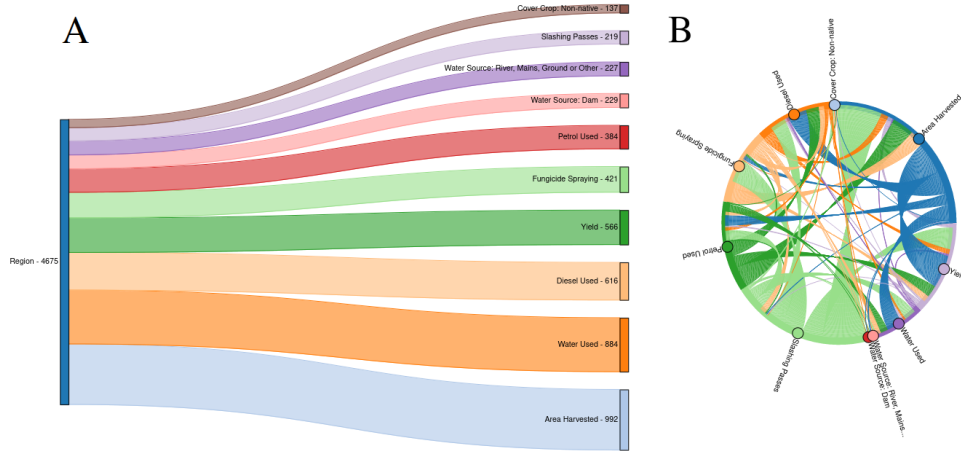 A
B
Cover Crop: Non-native - 137
Slashing Passes - 219
Water Source: River, Mains, Ground or Other - 227
Water Source: Dam - 229
Petrol Used - 384
Fungicide Spraying - 421
Yield - 566
Region - 4675
Diesel Used - 616
Water Used - 884
Area Harvested - 992
Cover Crop: Non-native
Area Harvested
Yiel
Water Used
Water Source: River, Mains...
Water Source: Dam
Slashing Passes
Petrol Used
Fungicide Spraying
Diesel Used